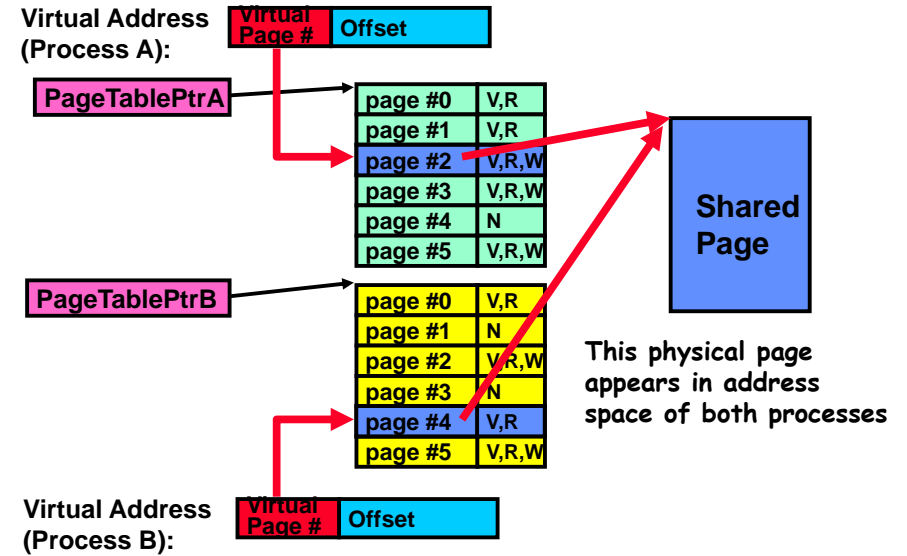 Virtual Address
(Process A):
Virtual
Page #
Offset
PageTablePtrA
page #0 V,R
page #1 V,R
page #2 V,R,W
page #3 V,R,W
page #4 N
page #5 V,R,W
Shared
Page
PageTablePtrB
page #0 V,R
page #1 N
page #2 V,R,W
page #3 N
page #4 V,R
page #5 V,R,W
This physical page
appears in address
space of both processes
Virtual Address
(Process B):
Virtual
Page #
Offset